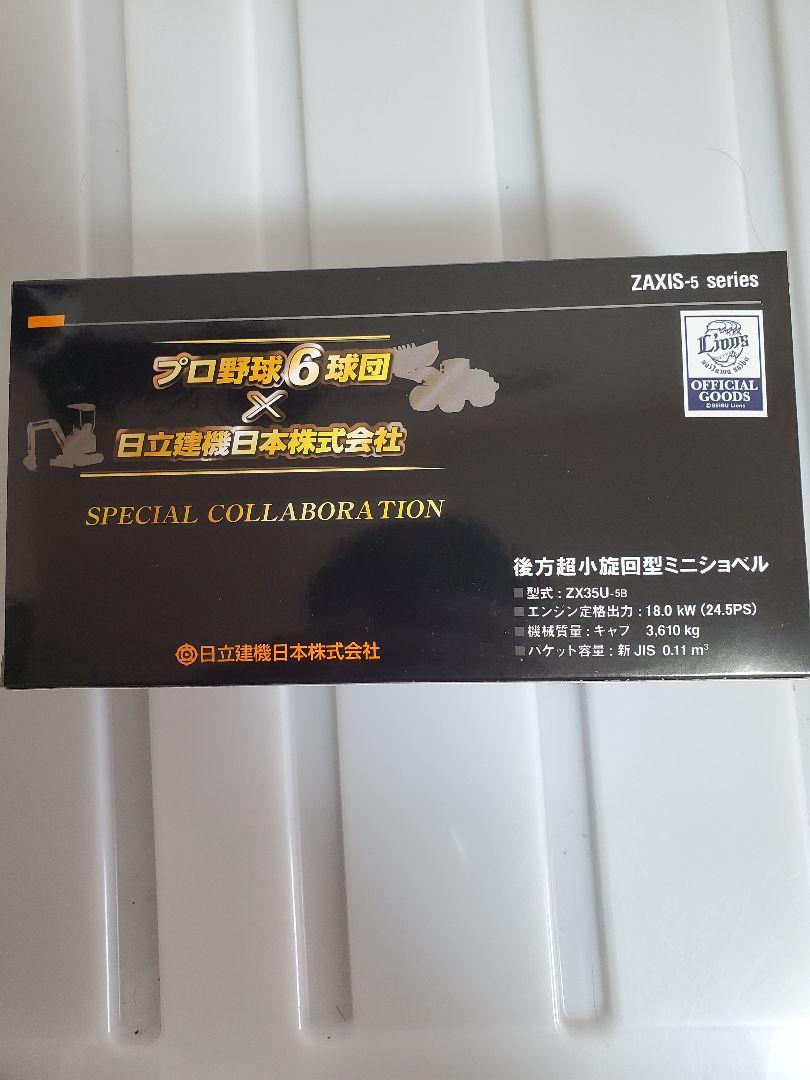 ZAXIS-5 series
Lions
saitama seibu
OFFICIAL
GOODS
©SEIBU Lions
プロ野球6球団
×
日立建機日本株式会社
SPECIAL COLLABORATION
後方超小旋回型ミニショベル
■型式：ZX35U-5B
■エンジン定格出力：18.0 kW (24.5PS)
■機械質量：キャブ 3,610 kg
■バケット容量：新 JIS 0.11 m³
日立建機日本株式会社